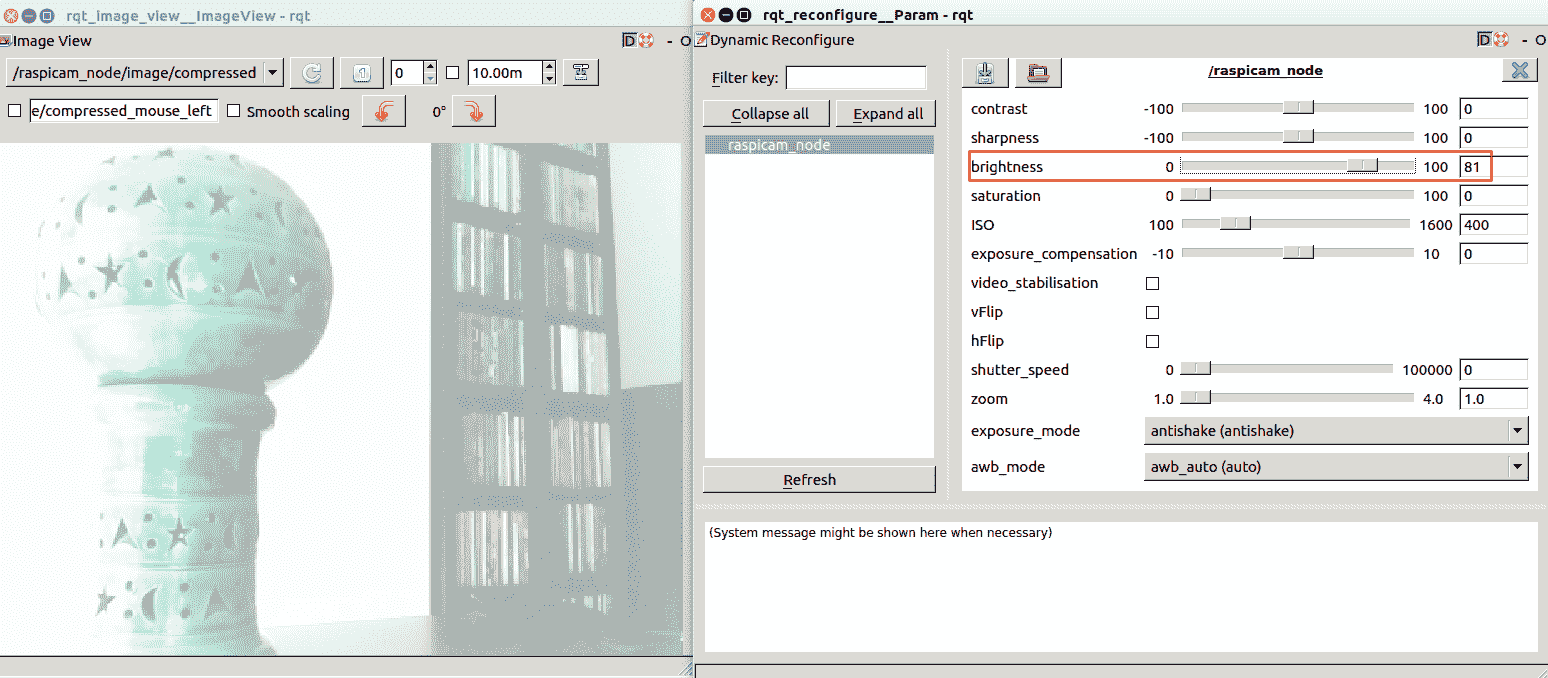 rqt_image_view__ImageView - rqt
Image View
D - O
/raspicam_node/image/compressed 0 10.00m
e/compressed_mouse_left Smooth scaling 0°
rqt_reconfigure__Param - rqt
Dynamic Reconfigure
D - O
Filter key:
Collapse all Expand all
raspicam_node
Refresh
/raspicam_node
contrast -100 100 0
sharpness -100 100 0
brightness 0 100 81
saturation 0 100 0
ISO 100 1600 400
exposure_compensation -10 10 0
video_stabilisation
vFlip
hFlip
shutter_speed 0 100000 0
zoom 1.0 4.0 1.0
exposure_mode antishake (antishake)
awb_mode awb_auto (auto)
(System message might be shown here when necessary)